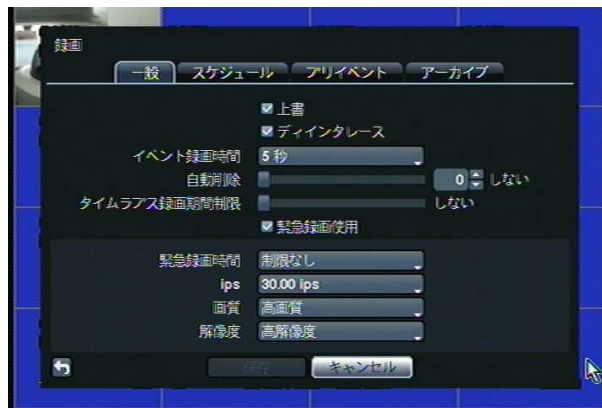 録画
一般 スケジュール プリイベント アーカイブ
上書
ディインタレース
イベント録画時間 5 秒
自動削除 0 しない
タイムラプス録画期間制限 しない
緊急録画使用
緊急録画時間 制限なし
ips 30.00 ips
画質 高画質
解像度 高解像度
保存 キャンセル